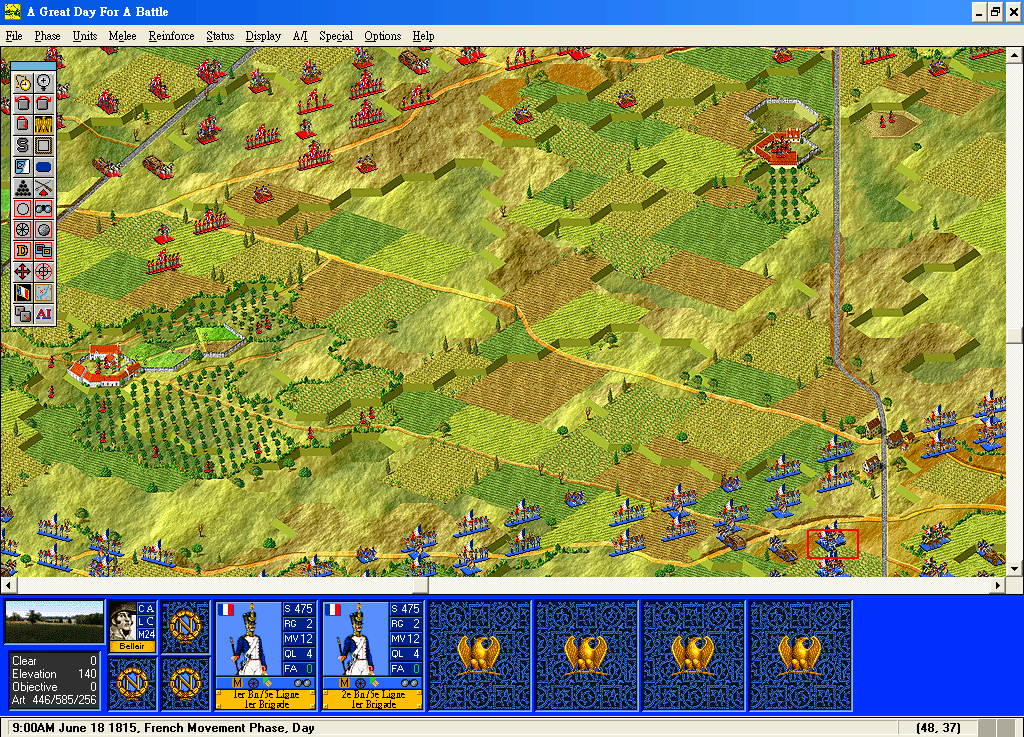 A Great Day For A Battle
File Phase Units Melee Reinforce Status Display A/I Special Options Help
S
D
AI
C A
L C
M24
Bellair
N
N
N
S 475
RG 2
MV 12
QL 4
FA 0
M
1er Bn/5e Ligne
1er Brigade
S 475
RG 2
MV 12
QL 4
FA 0
M
2e Bn/5e Ligne
1er Brigade
Clear 0
Elevation 140
Objective 0
Art 446/585/256
9:00AM June 18 1815, French Movement Phase, Day (48, 37)